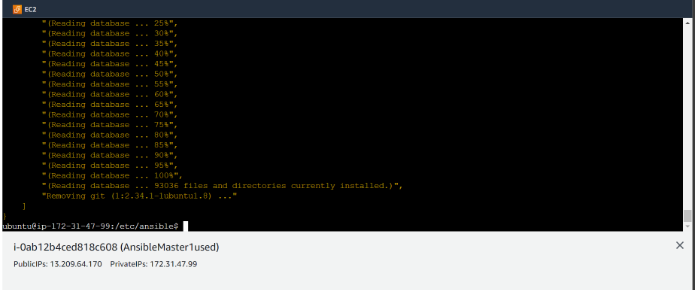 EC2
"(Reading database ... 25%",
"(Reading database ... 30%",
"(Reading database ... 35%",
"(Reading database ... 40%",
"(Reading database ... 45%",
"(Reading database ... 50%",
"(Reading database ... 55%",
"(Reading database ... 60%",
"(Reading database ... 65%",
"(Reading database ... 70%",
"(Reading database ... 75%",
"(Reading database ... 80%",
"(Reading database ... 85%",
"(Reading database ... 90%",
"(Reading database ... 95%",
"(Reading database ... 100%",
"(Reading database ... 93036 files and directories currently installed.)",
"Removing git (1:2.34.1-1ubuntu1.8) ..."
]
}
ubuntu@ip-172-31-47-99:/etc/ansible$
i-0ab12b4ced818c608 (AnsibleMaster1used)
PublicIPs: 13.209.64.170 PrivateIPs: 172.31.47.99